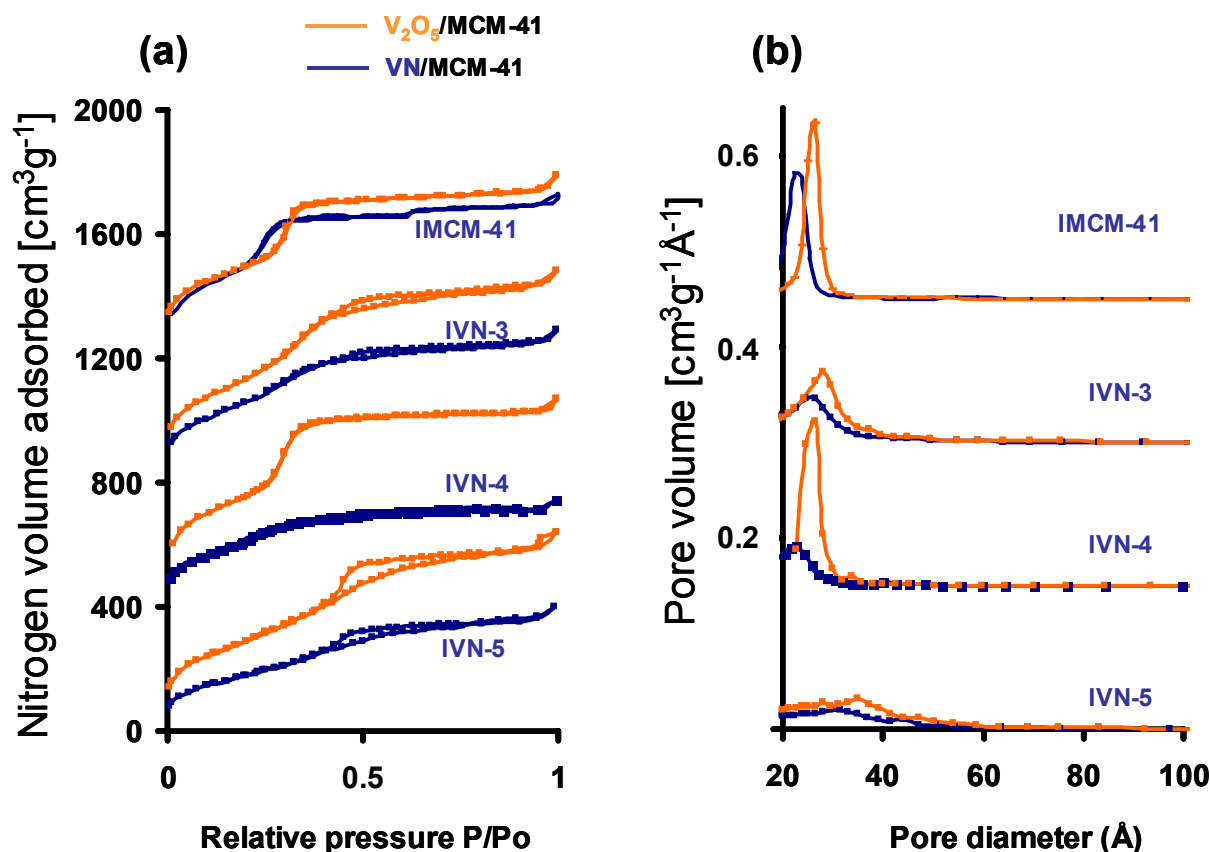 V₂O₅/MCM-41
VN/MCM-41
(a)
(b)
Nitrogen volume adsorbed [cm³g⁻¹]
2000
1600
1200
800
400
0
0
0.5
1
Relative pressure P/Po
IMCM-41
IVN-3
IVN-4
IVN-5
Pore volume [cm³g⁻¹Å⁻¹]
0.6
0.4
0.2
20
40
60
80
100
Pore diameter (Å)
IMCM-41
IVN-3
IVN-4
IVN-5